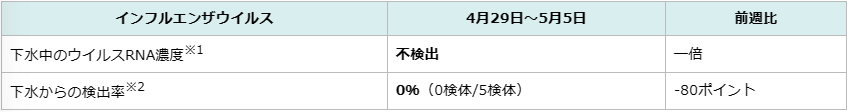 インフルエンザウイルス 4月29日～5月5日 前週比
下水中のウイルスRNA濃度※1 不検出 ―倍
下水からの検出率※2 0%（0検体/5検体） -80ポイント